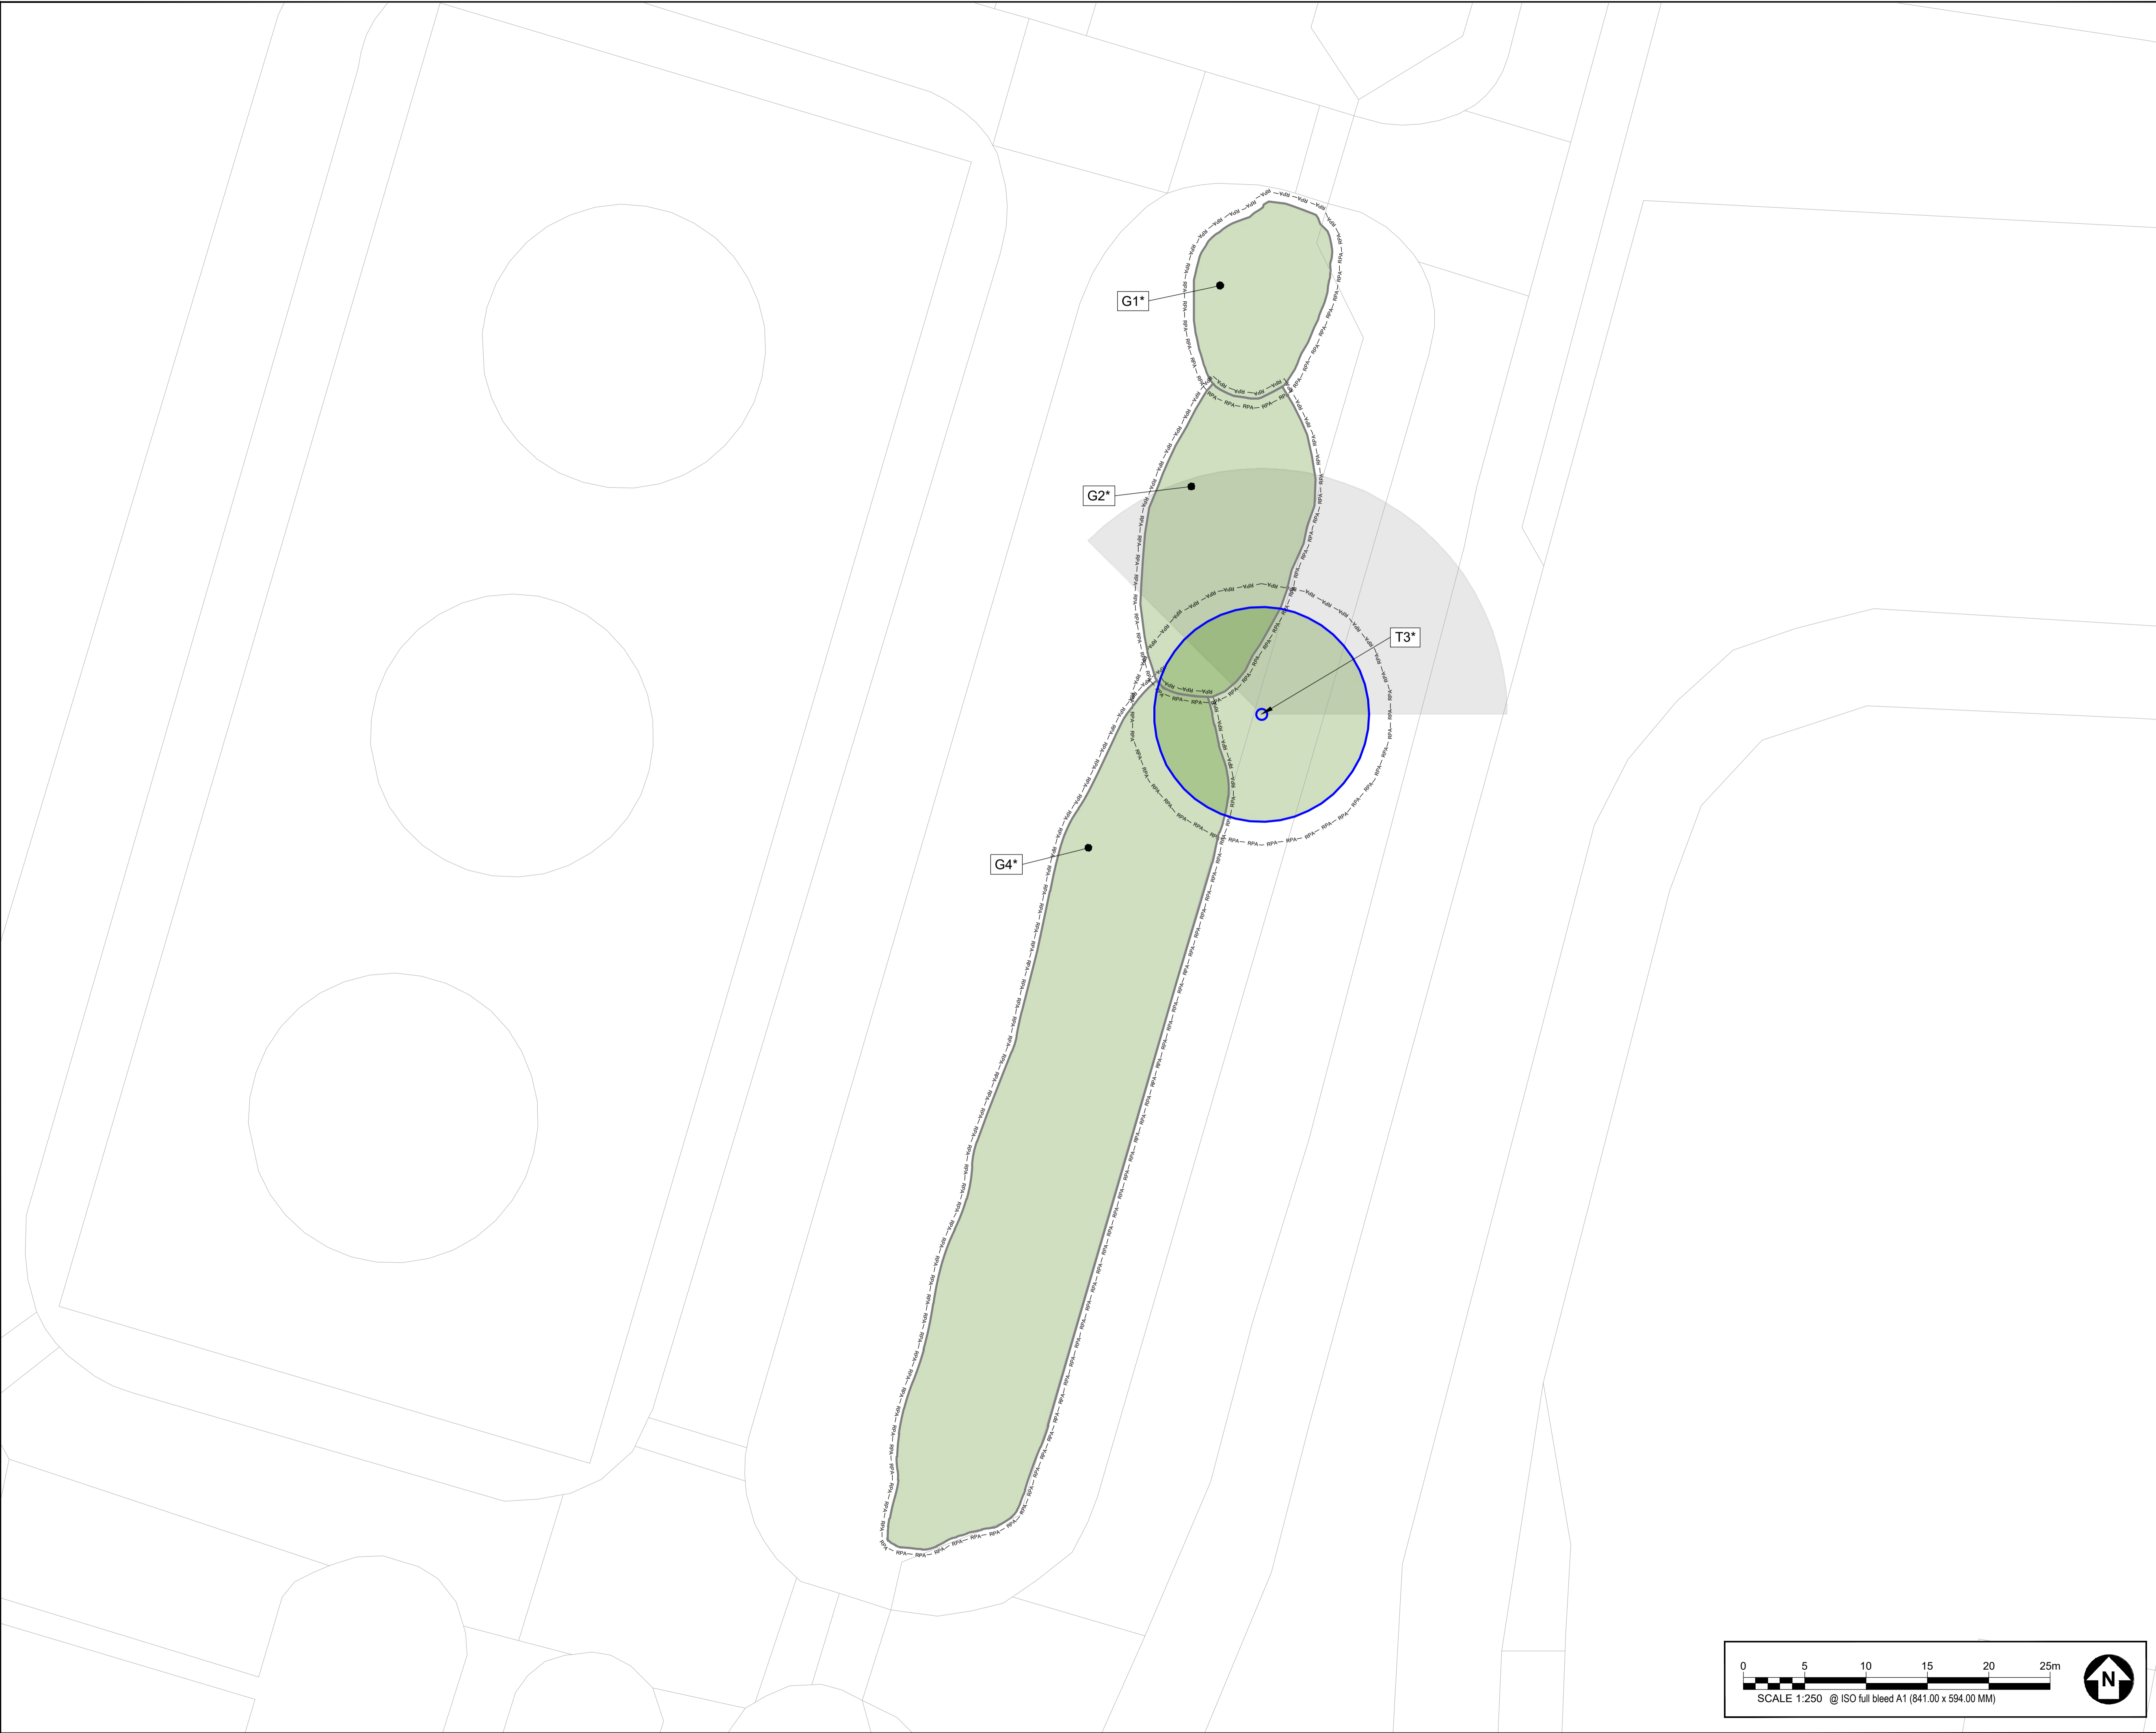 G1*
G2*
T3*
G4*
RPA
0 5 10 15 20 25m
SCALE 1:250 @ ISO full bleed A1 (841.00 x 594.00 MM)
N